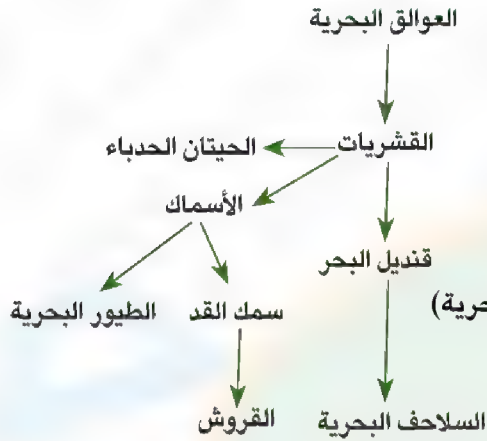 العوالق البحرية
القشريات
الحيتان الحدباء
الأسماك
قنديل البحر
حرية)
سمك القد
الطيور البحرية
السلاحف البحرية
القروش